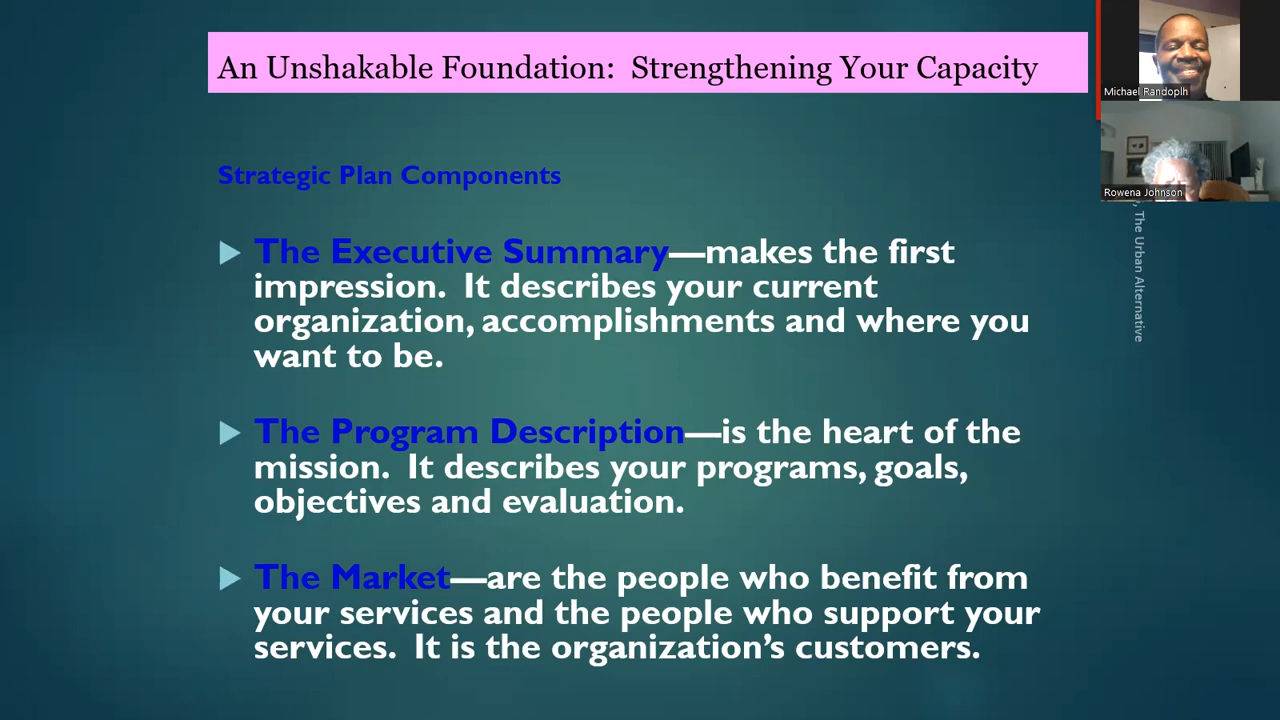 An Unshakable Foundation:  Strengthening Your Capacity
Strategic Plan Components
The Executive Summary—makes the first
impression.  It describes your current
organization, accomplishments and where you
want to be.
The Program Description—is the heart of the
mission.  It describes your programs, goals,
objectives and evaluation.
The Market—are the people who benefit from
your services and the people who support your
services.  It is the organization’s customers.
Michael Randoplh
Rowena Johnson
, The Urban Alternative